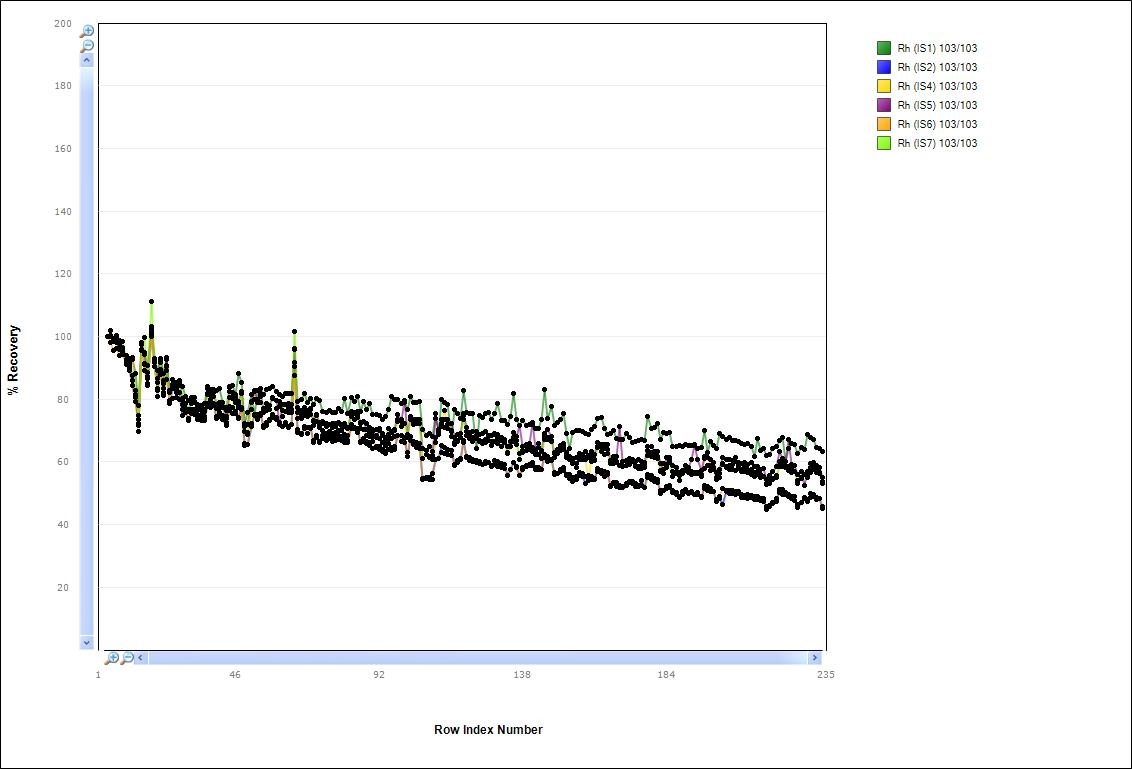 200
180
160
140
120
100
80
60
40
20
% Recovery
1 46 92 138 184 235
Row Index Number
Rh (IS1) 103/103
Rh (IS2) 103/103
Rh (IS4) 103/103
Rh (IS5) 103/103
Rh (IS6) 103/103
Rh (IS7) 103/103